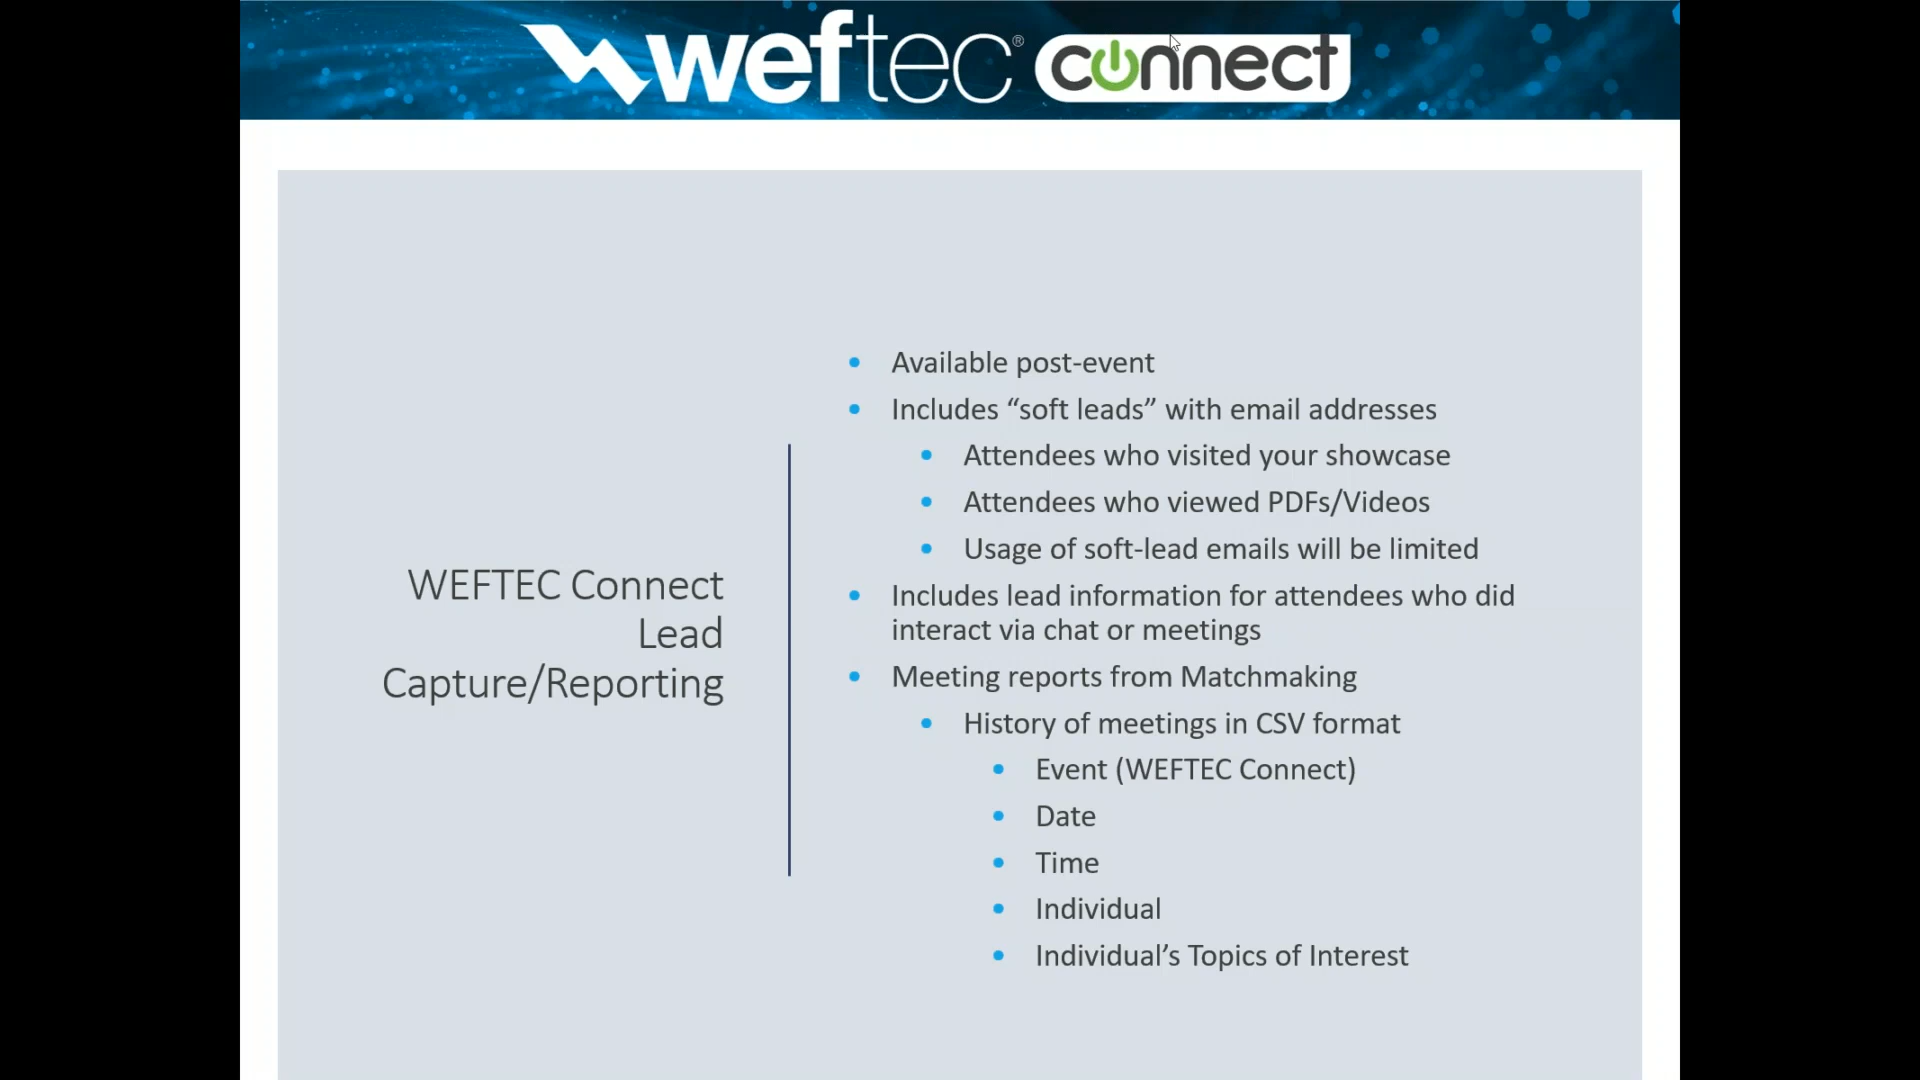 weftec® connect
WEFTEC Connect
Lead
Capture/Reporting
Available post-event
Includes “soft leads” with email addresses
Attendees who visited your showcase
Attendees who viewed PDFs/Videos
Usage of soft-lead emails will be limited
Includes lead information for attendees who did
interact via chat or meetings
Meeting reports from Matchmaking
History of meetings in CSV format
Event (WEFTEC Connect)
Date
Time
Individual
Individual’s Topics of Interest